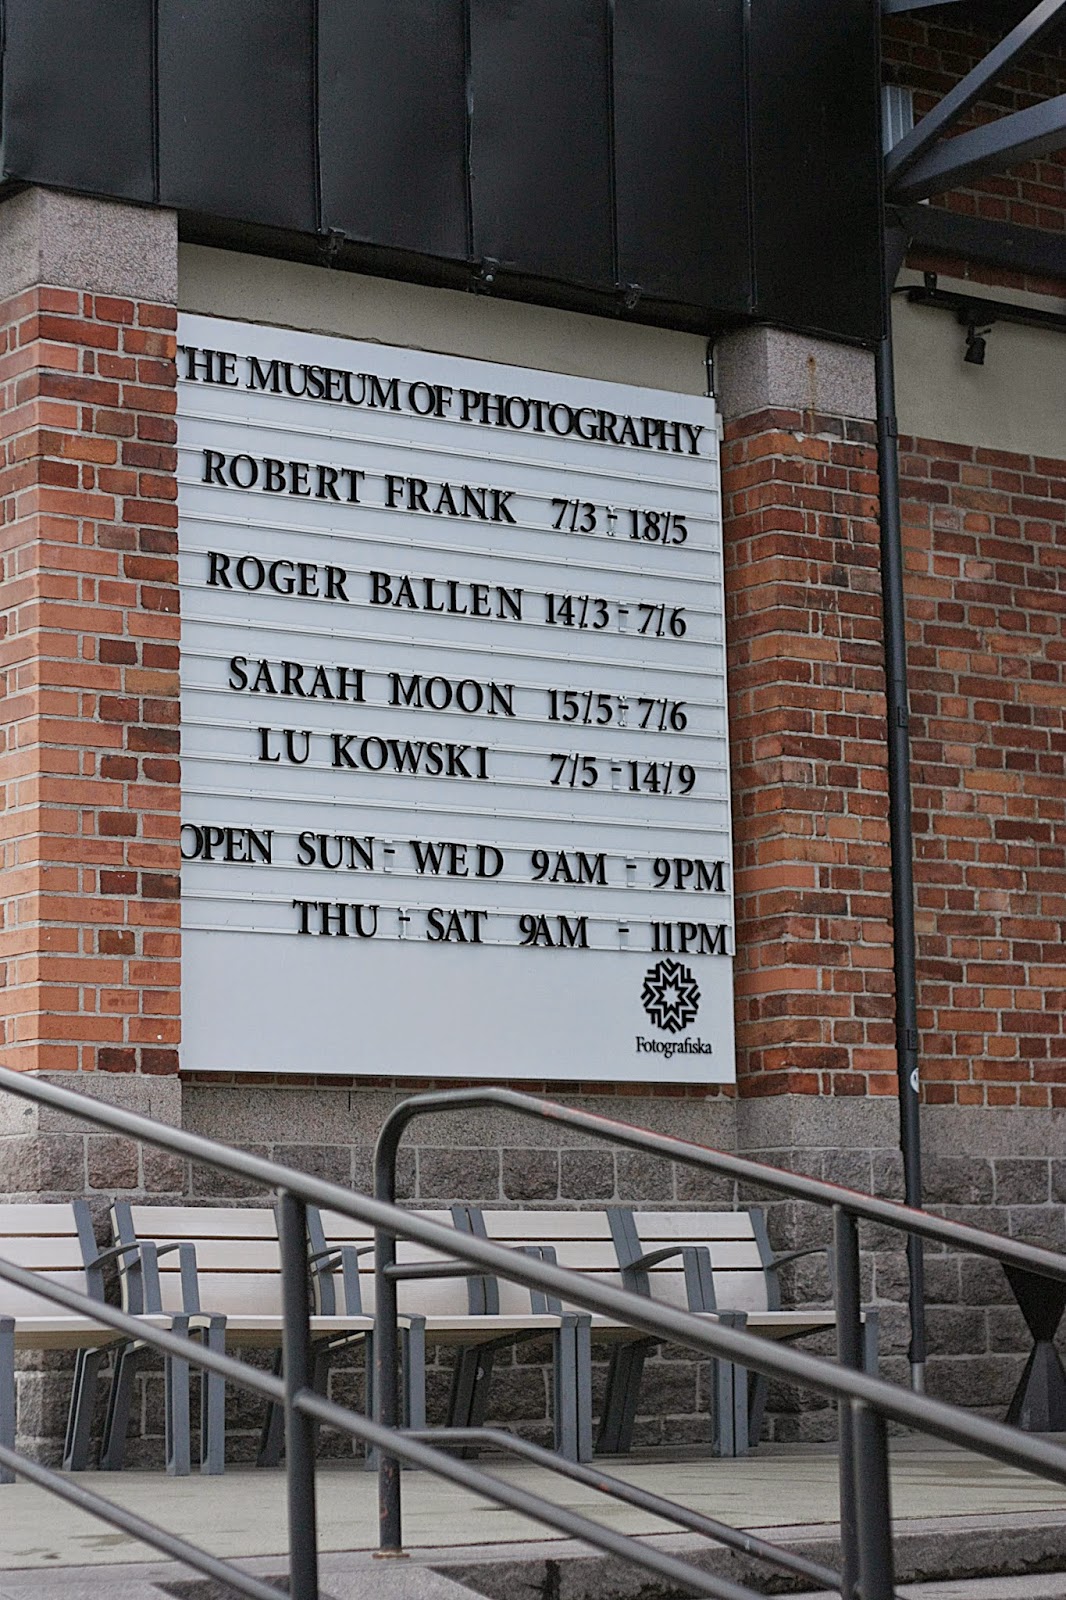 THE MUSEUM OF PHOTOGRAPHY
ROBERT FRANK 7/3 - 18/5
ROGER BALLEN 14/3 - 7/6
SARAH MOON 15/5 - 7/6
LU KOWSKI 7/5 - 14/9
OPEN SUN - WED 9AM - 9PM
THU - SAT 9AM - 11PM
Fotografiska